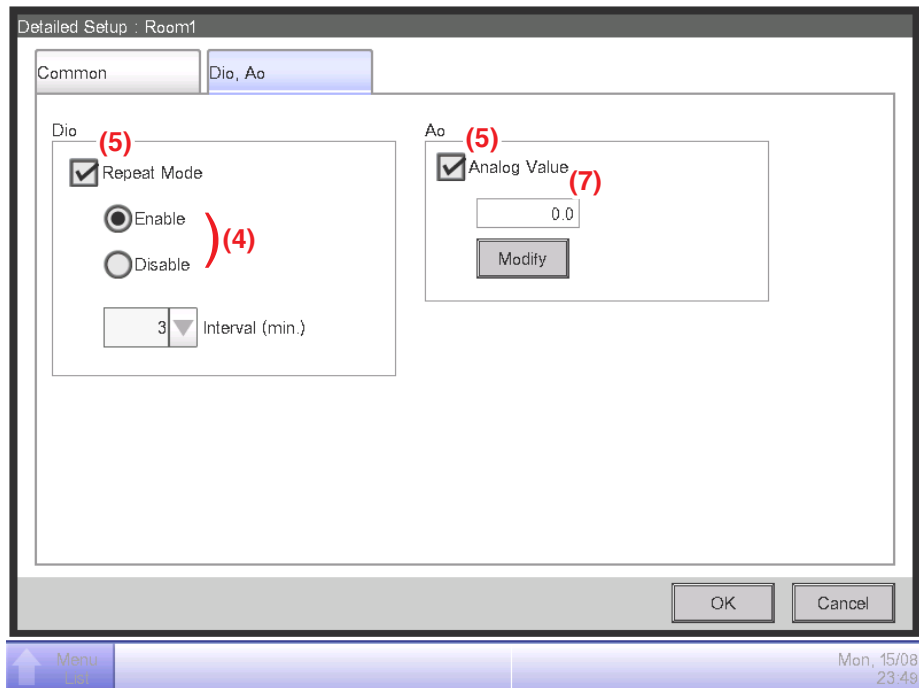 Detailed Setup : Room1
Common
Dio, Ao
Dio
(5)
Repeat Mode
Enable
Disable
(4)
3 Interval (min.)
Ao
(5)
Analog Value
(7)
0.0
Modify
OK
Cancel
Menu
List
Mon, 15/08
23:49